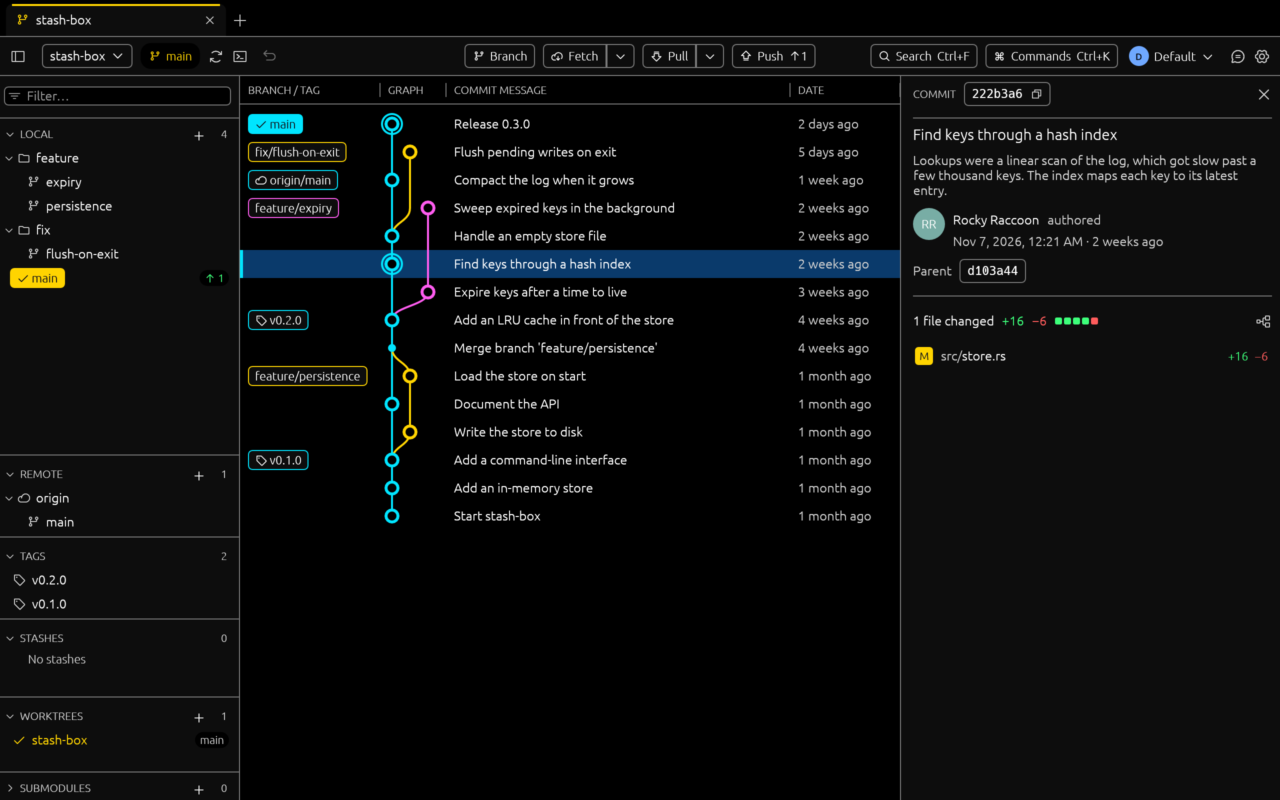 stash-box
stash-box
main
Branch
Fetch
Pull
Push ↑1
Search Ctrl+F
Commands Ctrl+K
D Default
Filter...
LOCAL 4
feature
expiry
persistence
fix
flush-on-exit
main ↑ 1
REMOTE 1
origin
main
TAGS 2
v0.2.0
v0.1.0
STASHES 0
No stashes
WORKTREES 1
stash-box main
SUBMODULES 0
BRANCH / TAG GRAPH COMMIT MESSAGE DATE
main Release 0.3.0 2 days ago
fix/flush-on-exit Flush pending writes on exit 5 days ago
origin/main Compact the log when it grows 1 week ago
feature/expiry Sweep expired keys in the background 2 weeks ago
Handle an empty store file 2 weeks ago
Find keys through a hash index 2 weeks ago
Expire keys after a time to live 3 weeks ago
v0.2.0 Add an LRU cache in front of the store 4 weeks ago
Merge branch 'feature/persistence' 4 weeks ago
feature/persistence Load the store on start 1 month ago
Document the API 1 month ago
Write the store to disk 1 month ago
v0.1.0 Add a command-line interface 1 month ago
Add an in-memory store 1 month ago
Start stash-box 1 month ago
COMMIT 222b3a6
Find keys through a hash index
Lookups were a linear scan of the log, which got slow past a
few thousand keys. The index maps each key to its latest
entry.
RR Rocky Raccoon authored
Nov 7, 2026, 12:21 AM · 2 weeks ago
Parent d103a44
1 file changed +16 −6
M src/store.rs +16 −6